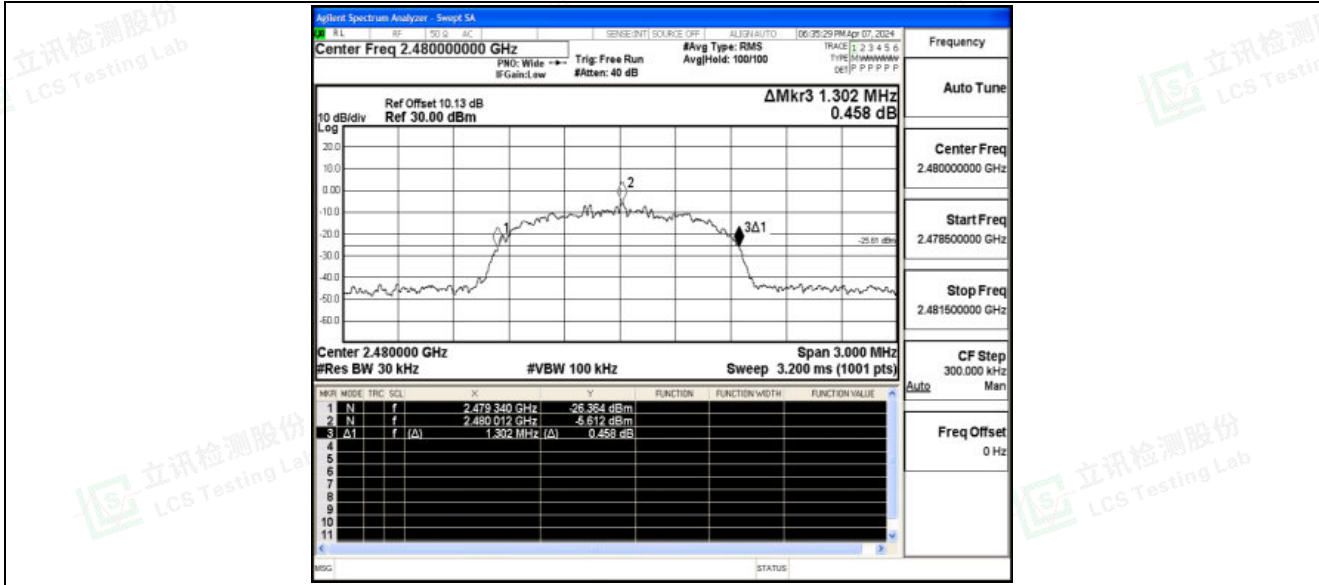 Agilent Spectrum Analyzer - Swept SA
RL RF 50 Ω AC SENSE:INT SOURCE OFF ALIGN AUTO 06:35:29 PM Apr 07, 2024
Center Freq 2.480000000 GHz
PNO: Wide
IFGain:Low
Trig: Free Run
#Atten: 40 dB
#Avg Type: RMS
Avg|Hold: 100/100
TRACE 1 2 3 4 5 6
TYPE MWWWWW
DET P P P P P P
Ref Offset 10.13 dB
10 dB/div Ref 30.00 dBm
Log
ΔMkr3 1.302 MHz
0.458 dB
20.0
10.0
0.00
-10.0
-20.0
-30.0
-40.0
-50.0
-60.0
1
2
3Δ1
-25.61 dBm
Center 2.480000 GHz Span 3.000 MHz
#Res BW 30 kHz #VBW 100 kHz Sweep 3.200 ms (1001 pts)
MKR MODE TRC SCL X Y FUNCTION FUNCTION WIDTH FUNCTION VALUE
1 N f 2.479 340 GHz -26.364 dBm
2 N f 2.480 012 GHz -5.612 dBm
3 Δ1 f (Δ) 1.302 MHz (Δ) 0.458 dB
4
5
6
7
8
9
10
11
MSG STATUS
Frequency
Auto Tune
Center Freq
2.480000000 GHz
Start Freq
2.478500000 GHz
Stop Freq
2.481500000 GHz
CF Step
300.000 kHz
Auto Man
Freq Offset
0 Hz
立讯检测股份
LCS Testing Lab
立讯检测
LCS Testin
立讯检测股份
LCS Testing Lab
立讯检测股份
LCS Testing Lab